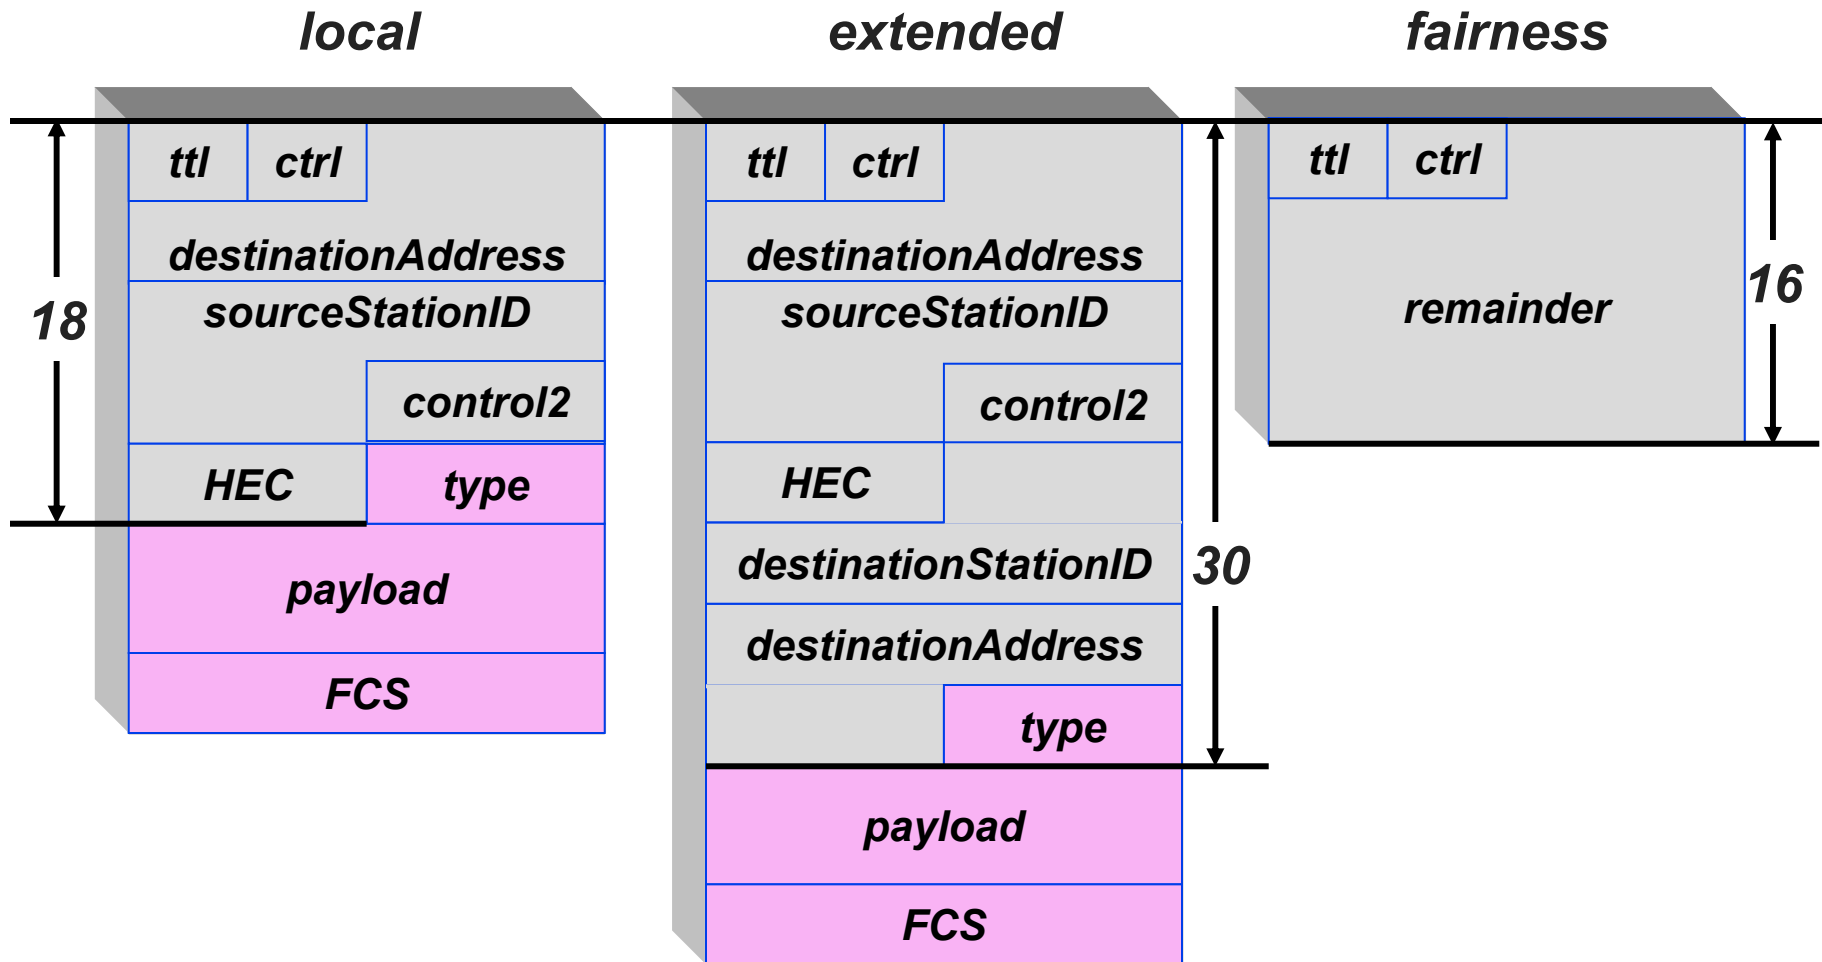 local
extended
fairness
ttl
ctrl
destinationAddress
sourceStationID
control2
HEC
type
payload
FCS
18
ttl
ctrl
destinationAddress
sourceStationID
control2
HEC
destinationStationID
destinationAddress
type
payload
FCS
30
ttl
ctrl
remainder
16